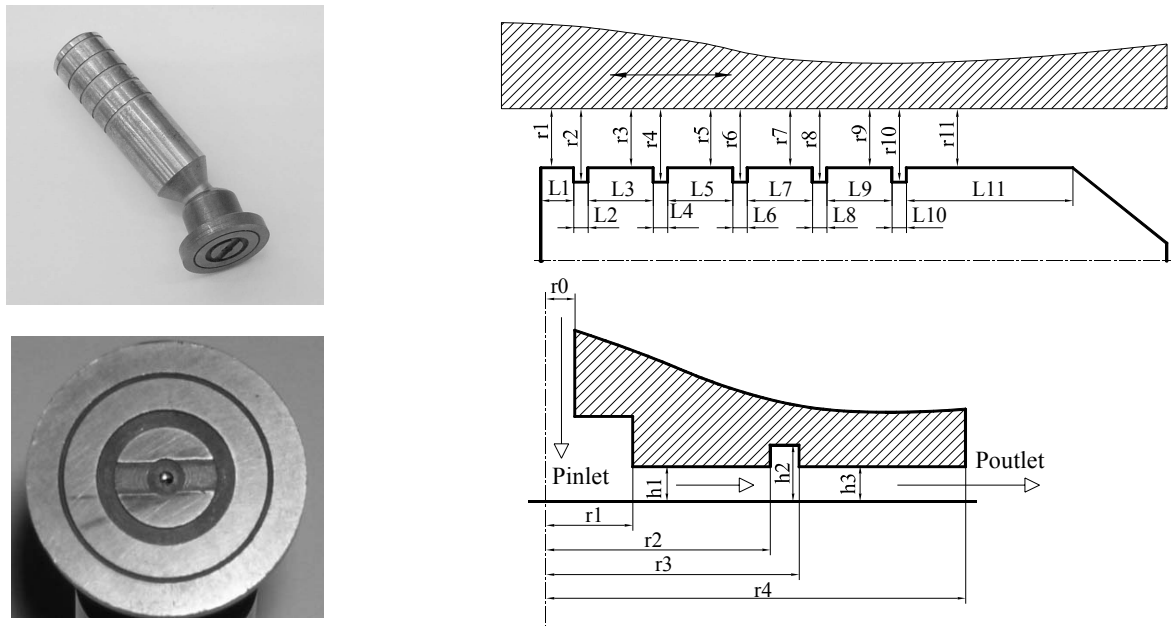 r1 r2 r3 r4 r5 r6 r7 r8 r9 r10 r11
L1 L3 L5 L7 L9 L11
L2 L4 L6 L8 L10
r0
Pinlet
Poutlet
h1 h2 h3
r1
r2
r3
r4